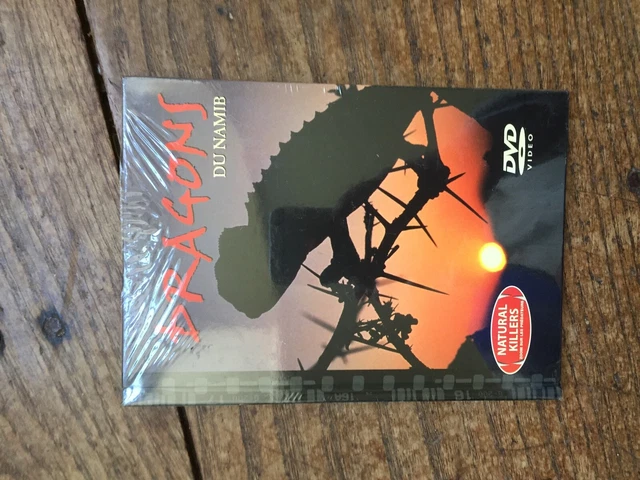 DRAGONS
DU NAMIB
DVD
VIDEO
NATURAL
KILLERS